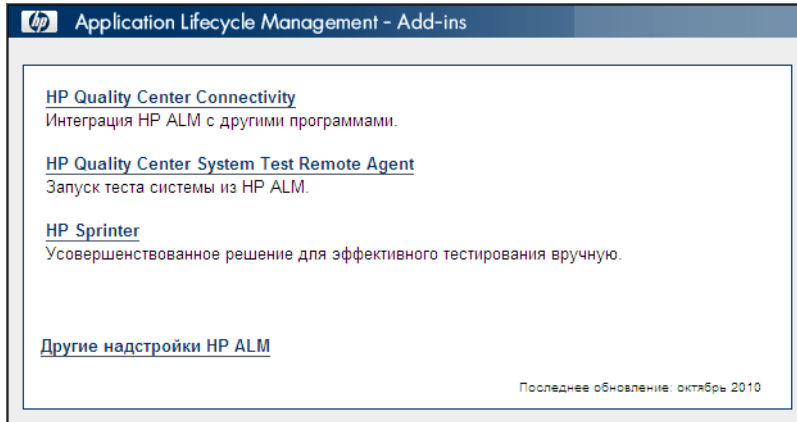 hp Application Lifecycle Management - Add-ins
HP Quality Center Connectivity
Интеграция HP ALM с другими программами.
HP Quality Center System Test Remote Agent
Запуск теста системы из HP ALM.
HP Sprinter
Усовершенствованное решение для эффективного тестирования вручную.
Другие надстройки HP ALM
Последнее обновление: октябрь 2010